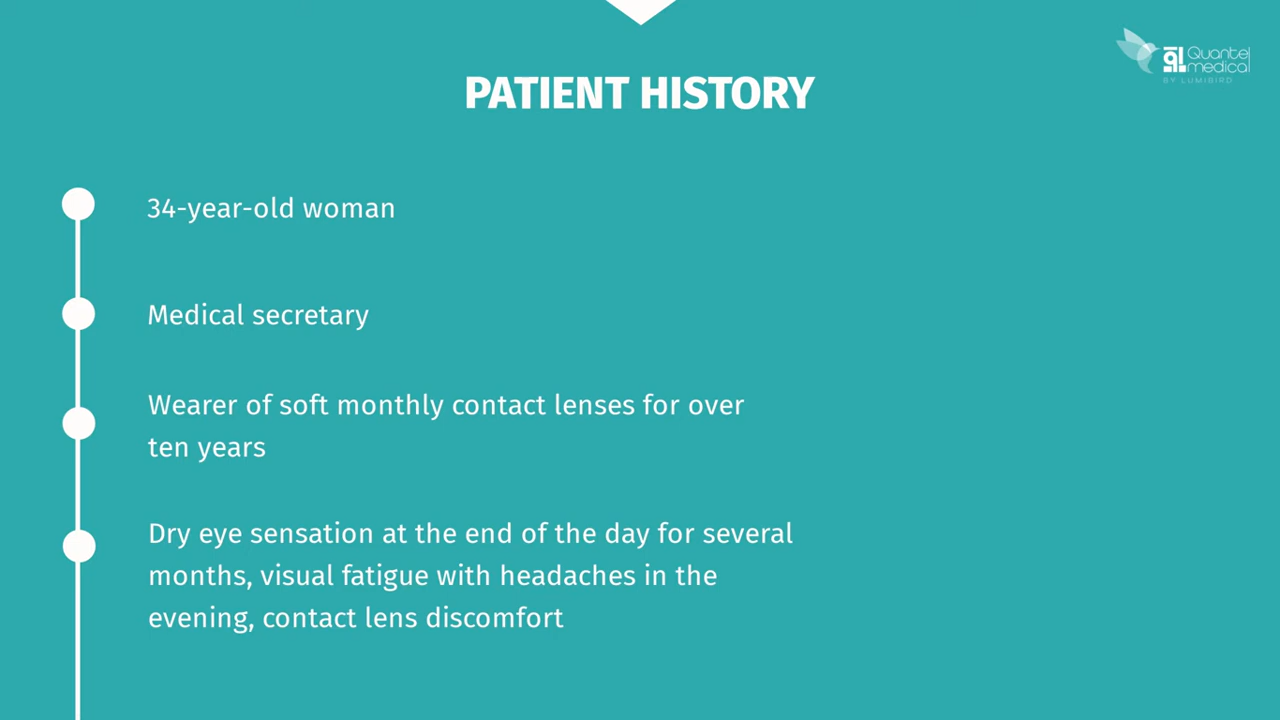 Quantel
medical
BY LUMIBIRD
PATIENT HISTORY
34-year-old woman
Medical secretary
Wearer of soft monthly contact lenses for over
ten years
Dry eye sensation at the end of the day for several
months, visual fatigue with headaches in the
evening, contact lens discomfort